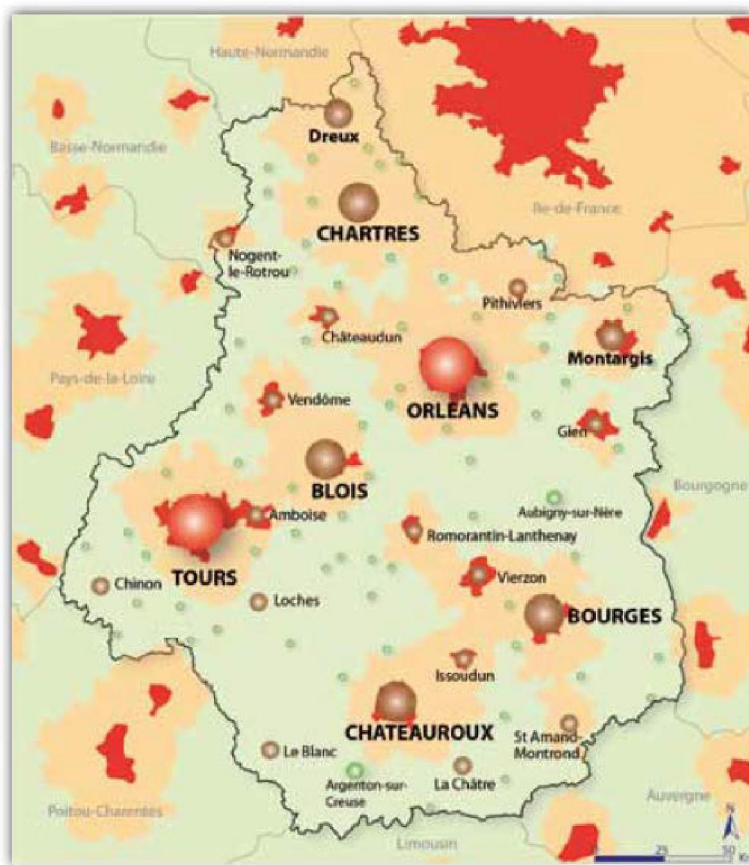 Haute-Normandie
Dreux
Basse-Normandie
CHARTRES
Ile-de-France
Nogent-
le-Rotrou
Pithiviers
Châteaudun
Montargis
Pays-de-la-Loire
Vendôme
ORLEANS
Gien
BLOIS
Bourgogne
Amboise
Aubigny-sur-Nère
Romorantin-Lanthenay
TOURS
Vierzon
Chinon
Loches
BOURGES
Issoudun
CHATEAUROUX
St Amand-
Montrond
Le Blanc
Argenton-sur-
Creuse
La Châtre
Poitou-Charentes
Auvergne
Limousin
N
0 25 50